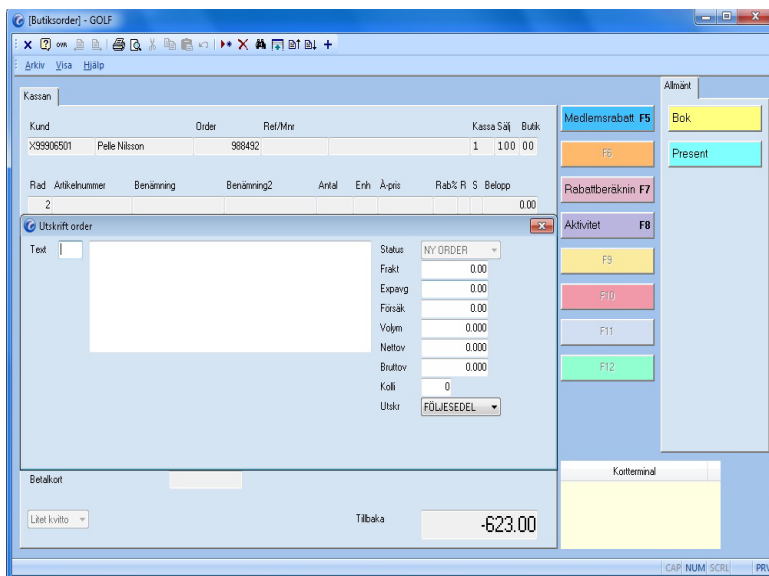 [Butiksorder] - GOLF
Arkiv Visa Hjälp
Kassan
Allmänt
Kund Order Ref/Mnr Kassa Sälj Butik
X99906501 Pelle Nilsson 988492 1 100 00
Rad Artikelnummer Benämning Benämning2 Antal Enh À-pris Rab% R S Belopp
2 0.00
Medlemsrabatt F5
F6
Rabattberäknin F7
Aktivitet F8
F9
F10
F11
F12
Bok
Present
Utskrift order
Text
Status NY ORDER
Frakt 0.00
Expavg 0.00
Försäk 0.00
Volym 0.000
Nettov 0.000
Bruttov 0.000
Kolli 0
Utskr FÖLJESEDEL
Betalkort
Kortterminal
Litet kvitto Tillbaka -623.00
CAP NUM SCRL PRV